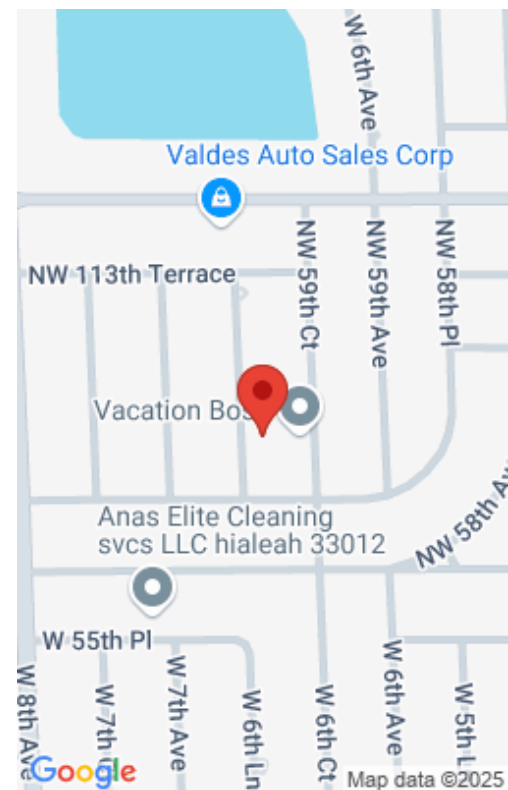 W 6th Ave
Valdes Auto Sales Corp
NW 113th Terrace
NW 59th Ct
NW 59th Ave
NW 58th Pl
Vacation Bos
Anas Elite Cleaning
svcs LLC hialeah 33012
NW 58th Av
W 55th Pl
W 8th Ave
W 7th
W 7th Ave
W 6th Ln
W 6th Ct
W 6th Ave
W 5th L
Google
Map data ©2025